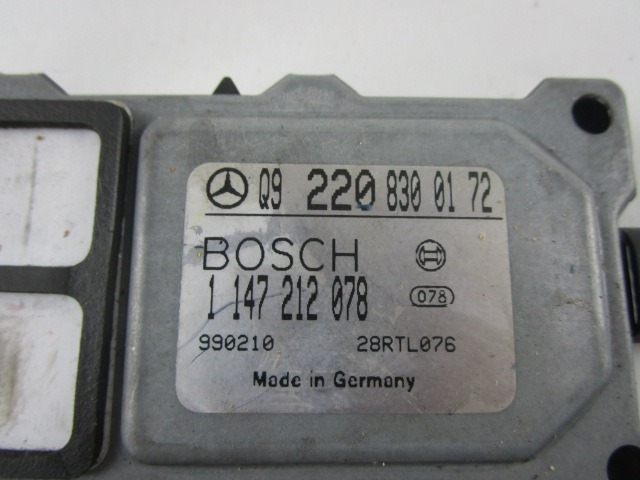 Q9 220 830 01 72
BOSCH
1 147 212 078 078
990210 28RTL076
Made in Germany